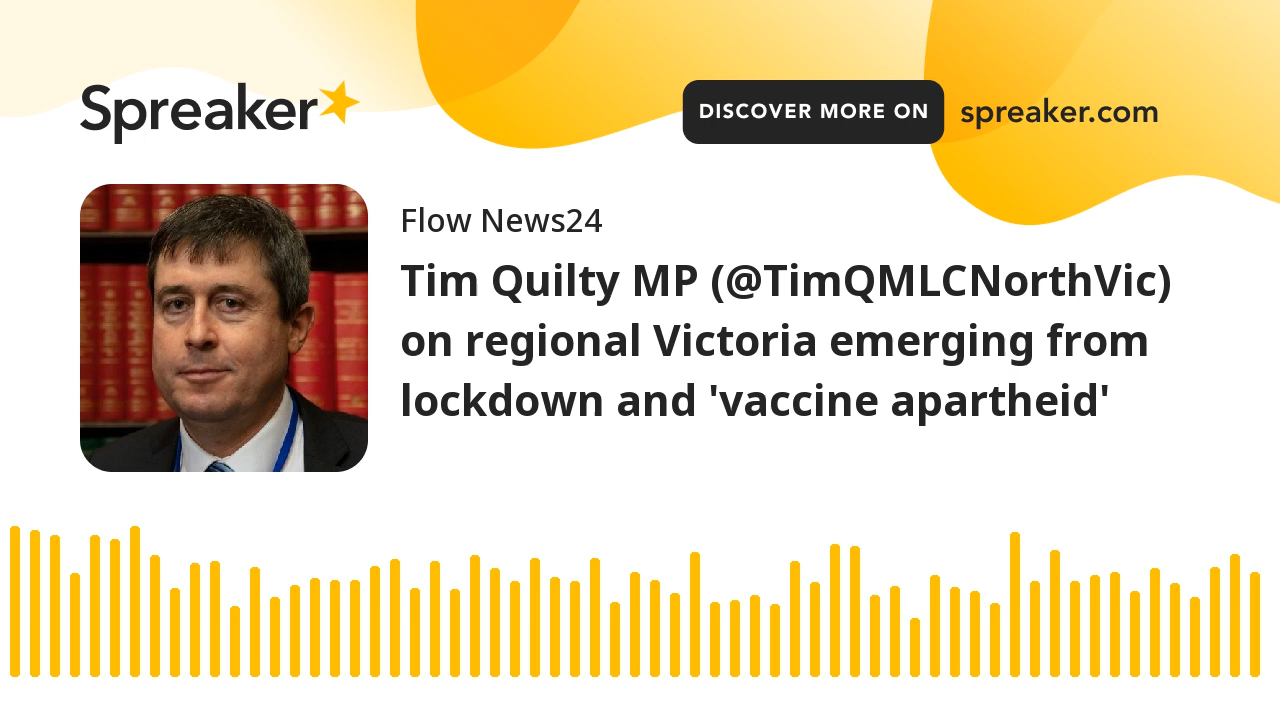 Spreaker
DISCOVER MORE ON spreaker.com
Flow News24
Tim Quilty MP (@TimQMLCNorthVic)
on regional Victoria emerging from
lockdown and 'vaccine apartheid'